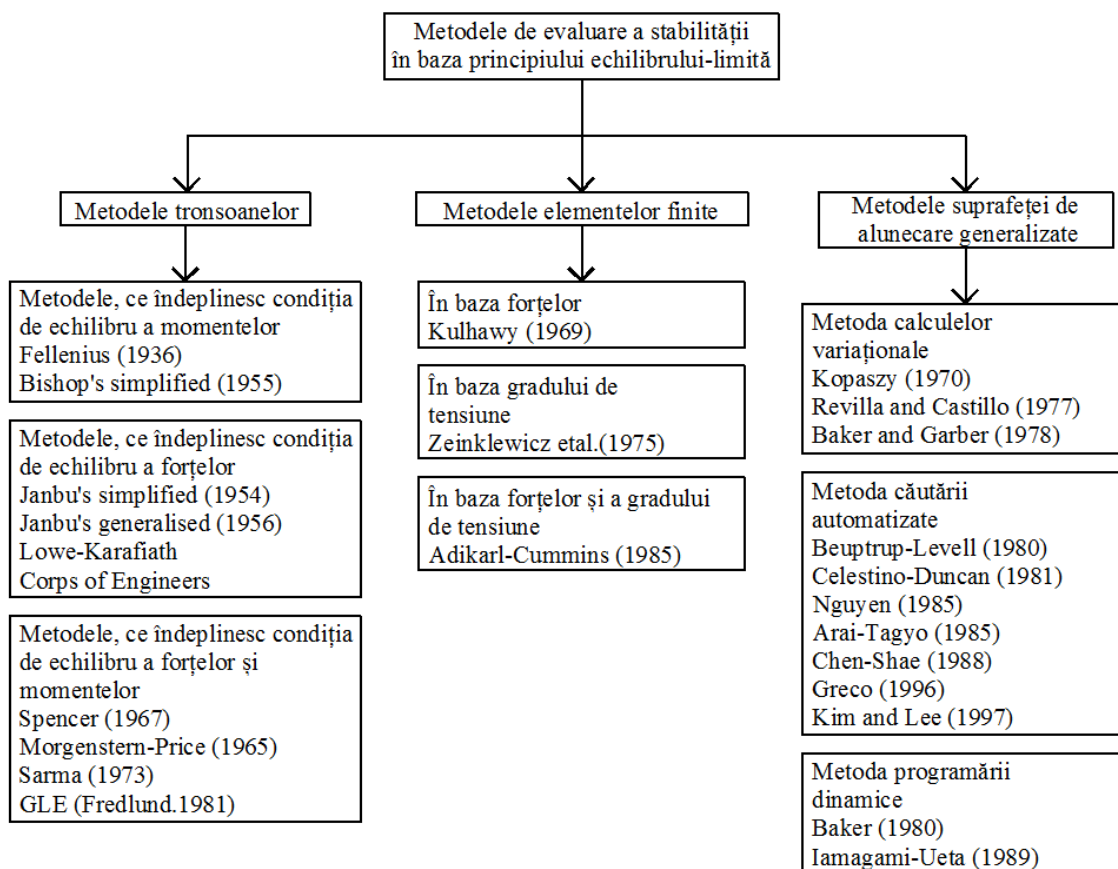 Metodele de evaluare a stabilității
în baza principiului echilibrului-limită
Metodele tronsoanelor
Metodele, ce îndeplinesc condiția
de echilibru a momentelor
Fellenius (1936)
Bishop's simplified (1955)
Metodele, ce îndeplinesc condiția
de echilibru a forțelor
Janbu's simplified (1954)
Janbu's generalised (1956)
Lowe-Karafiath
Corps of Engineers
Metodele, ce îndeplinesc condiția
de echilibru a forțelor și
momentelor
Spencer (1967)
Morgenstern-Price (1965)
Sarma (1973)
GLE (Fredlund.1981)
Metodele elementelor finite
În baza forțelor
Kulhawy (1969)
În baza gradului de
tensiune
Zeinklewicz etal.(1975)
În baza forțelor și a gradului
de tensiune
Adikarl-Cummins (1985)
Metodele suprafeței de
alunecare generalizate
Metoda calculelor
variaționale
Kopaszy (1970)
Revilla and Castillo (1977)
Baker and Garber (1978)
Metoda căutării
automatizate
Beuptrup-Levell (1980)
Celestino-Duncan (1981)
Nguyen (1985)
Arai-Tagyo (1985)
Chen-Shae (1988)
Greco (1996)
Kim and Lee (1997)
Metoda programării
dinamice
Baker (1980)
Iamagami-Ueta (1989)